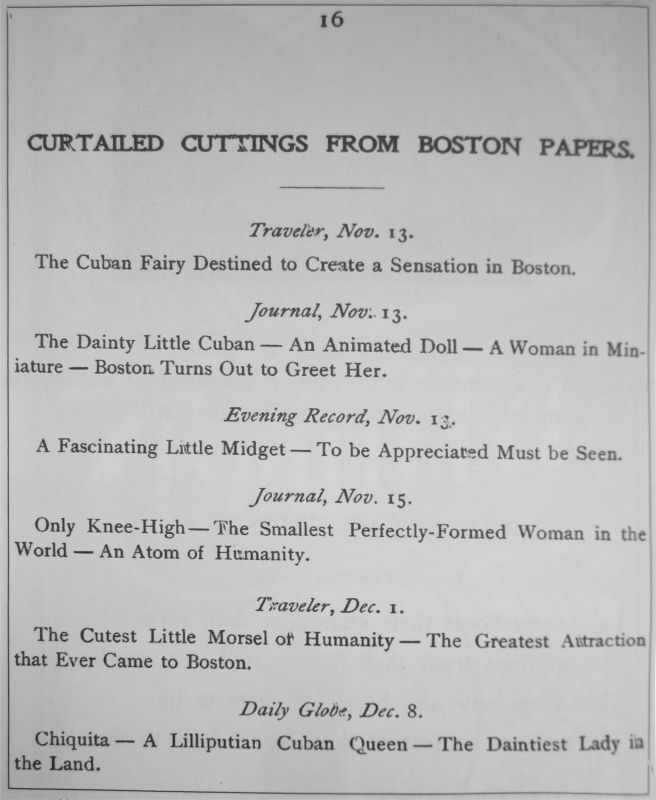 16
CURTAILED CUTTINGS FROM BOSTON PAPERS.
Traveler, Nov. 13.
The Cuban Fairy Destined to Create a Sensation in Boston.
Journal, Nov. 13.
The Dainty Little Cuban — An Animated Doll — A Woman in Min-
iature — Boston Turns Out to Greet Her.
Evening Record, Nov. 13.
A Fascinating Little Midget — To be Appreciated Must be Seen.
Journal, Nov. 15.
Only Knee-High — The Smallest Perfectly-Formed Woman in the
World — An Atom of Humanity.
Traveler, Dec. 1.
The Cutest Little Morsel of Humanity — The Greatest Attraction
that Ever Came to Boston.
Daily Globe, Dec. 8.
Chiquita — A Lilliputian Cuban Queen — The Daintiest Lady in
the Land.